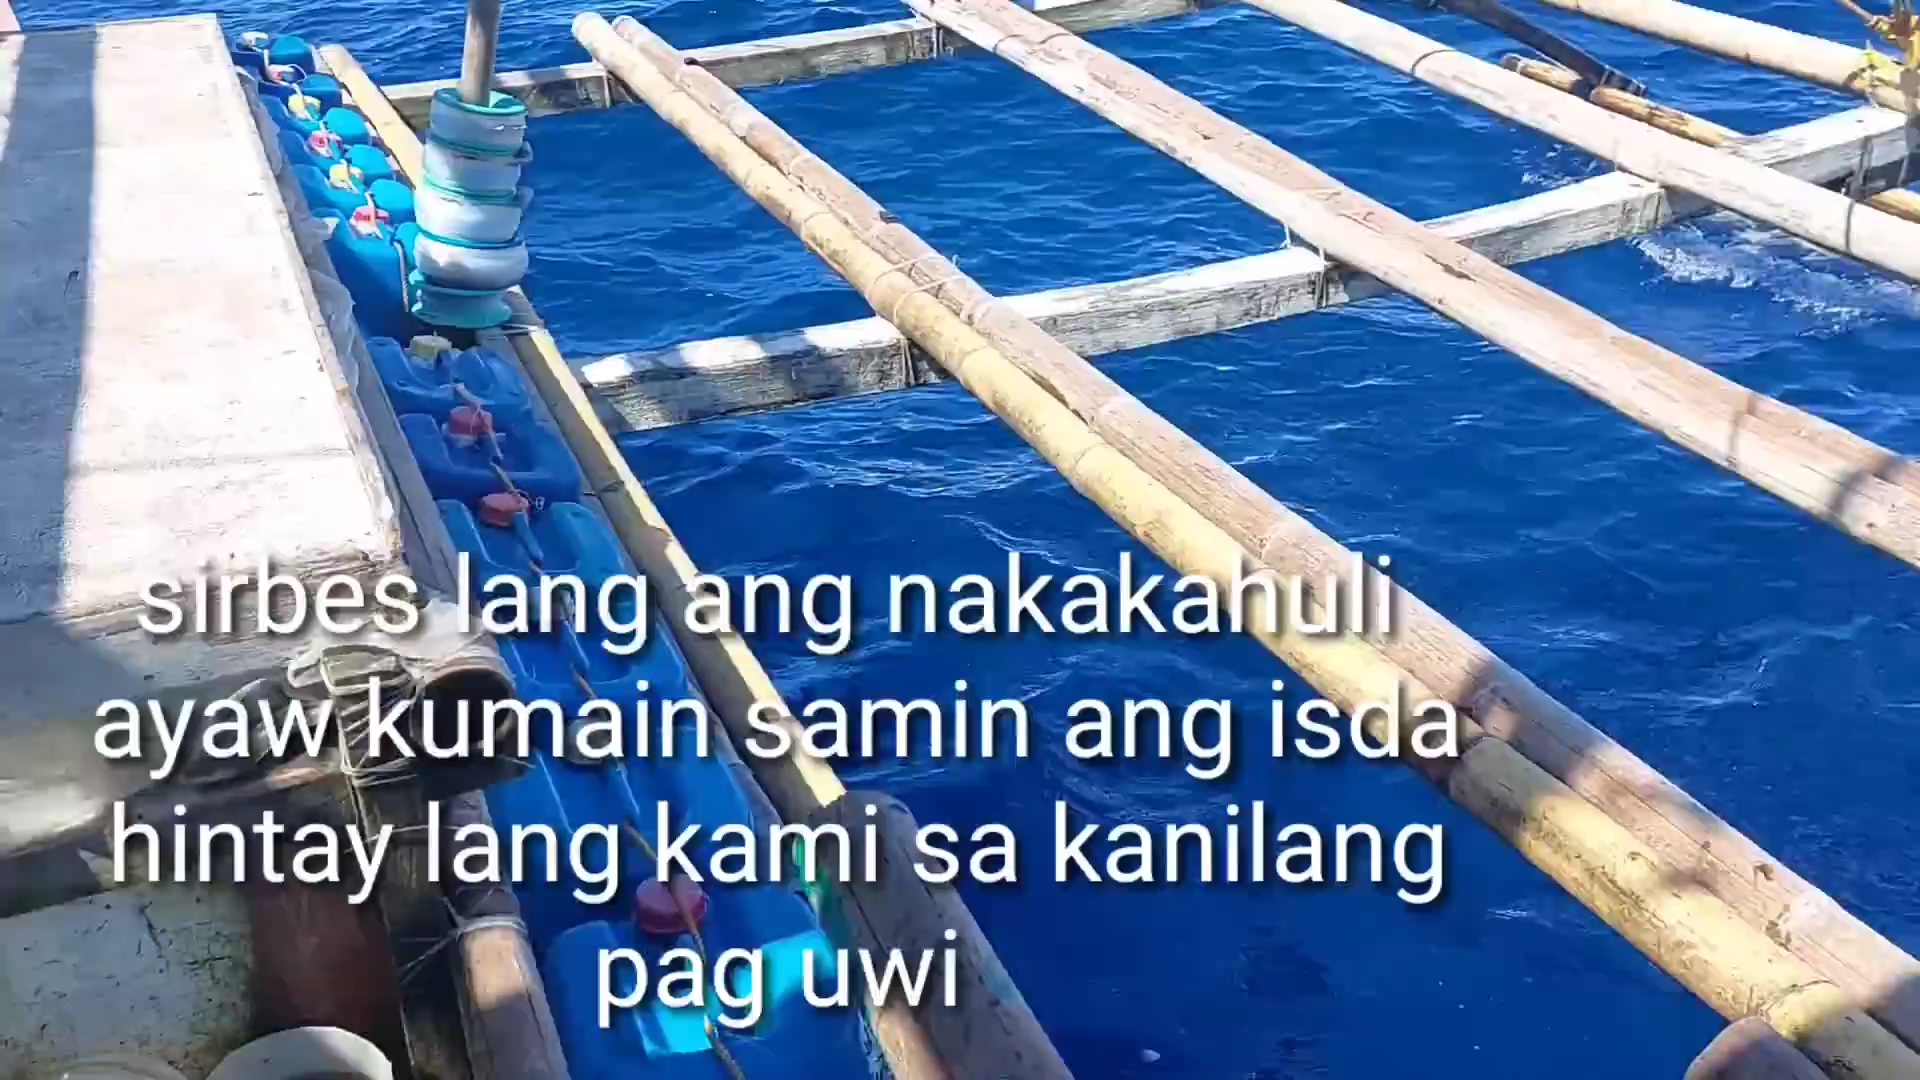 sirbes lang ang nakakahuli
ayaw kumain samin ang isda
hintay lang kami sa kanilang
pag uwi